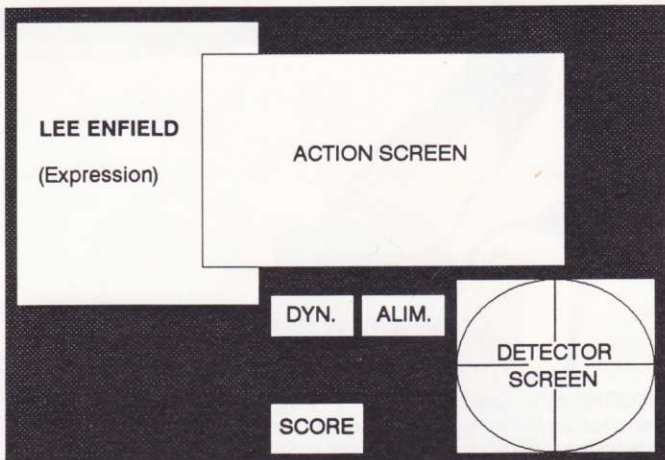 LEE ENFIELD
(Expression)
ACTION SCREEN
DYN.
ALIM.
DETECTOR
SCREEN
SCORE